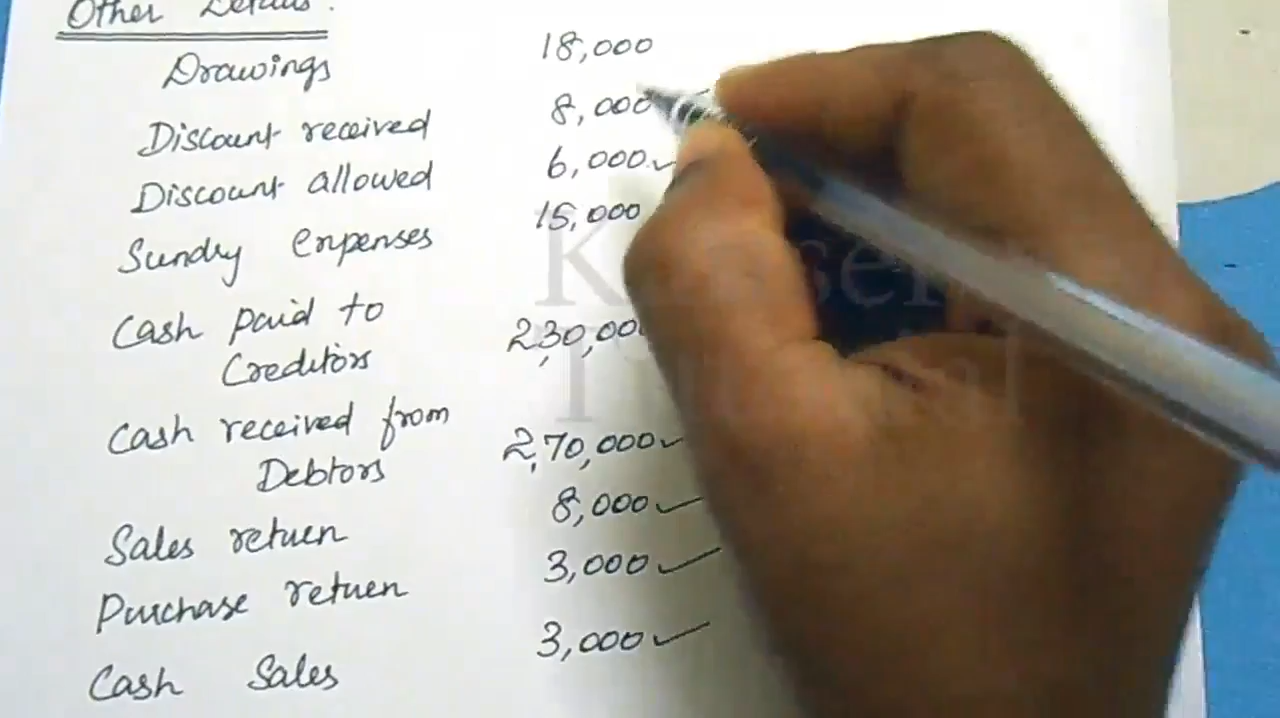 Other Details:
Drawings 18,000
Discount received 8,000
Discount allowed 6,000
Sundry expenses 15,000
Cash paid to
Creditors 2,30,000
Cash received from
Debtors 2,70,000
Sales return 8,000
Purchase return 3,000
Cash Sales 3,000